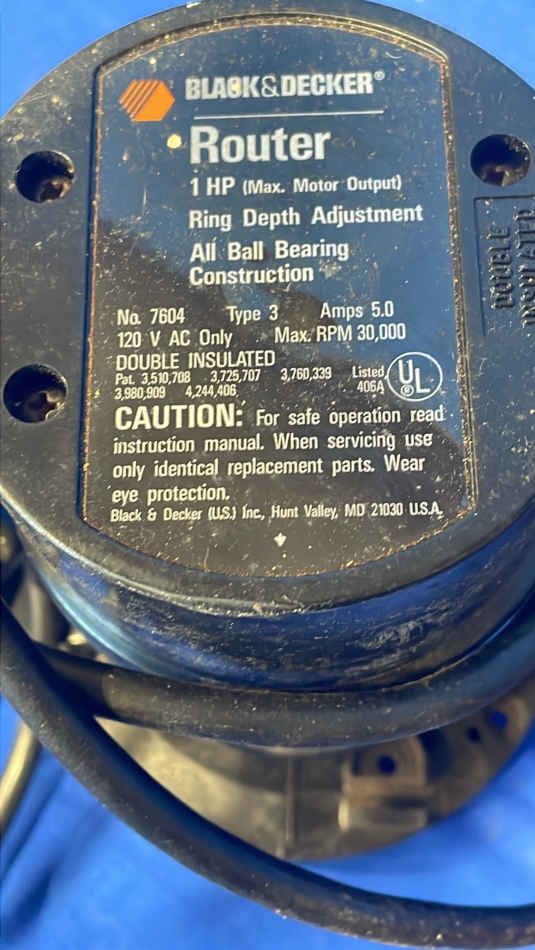 BLACK&DECKER®
Router
1 HP (Max. Motor Output)
Ring Depth Adjustment
All Ball Bearing
Construction
No. 7604 Type 3 Amps 5.0
120 V AC Only Max. RPM 30,000
DOUBLE INSULATED
Pat. 3,510,708 3,725,707 3,760,339 Listed
3,980,909 4,244,406 406A
UL ®
CAUTION: For safe operation read
instruction manual. When servicing use
only identical replacement parts. Wear
eye protection.
Black & Decker (U.S.) Inc., Hunt Valley, MD 21030 U.S.A.
DOUBLE
INSULATED